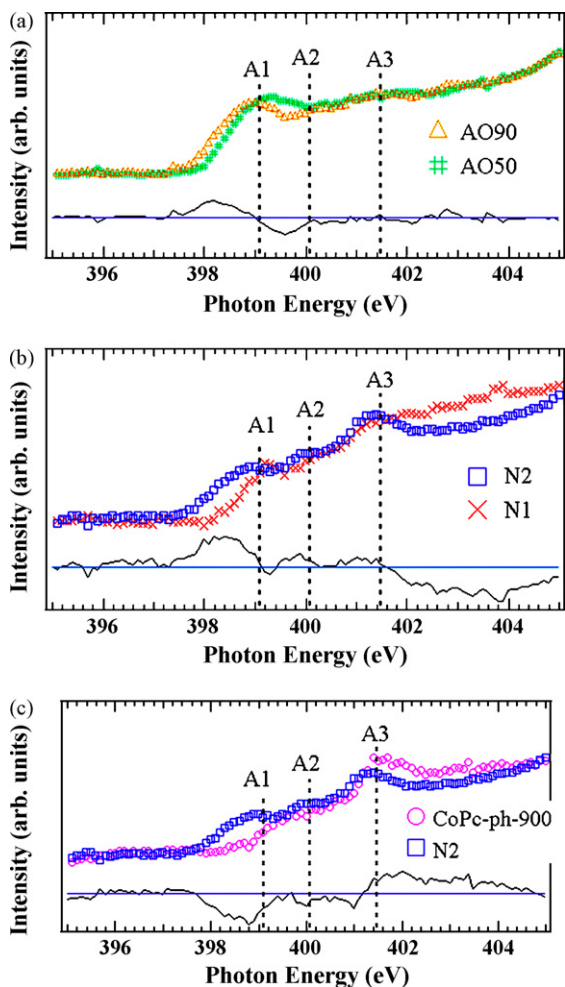 (a)
Intensity (arb. units)
A1 A2 A3
AO90
AO50
396 398 400 402 404
Photon Energy (eV)
(b)
Intensity (arb. units)
A1 A2 A3
N2
N1
396 398 400 402 404
Photon Energy (eV)
(c)
Intensity (arb. units)
A1 A2 A3
CoPc-ph-900
N2
396 398 400 402 404
Photon Energy (eV)